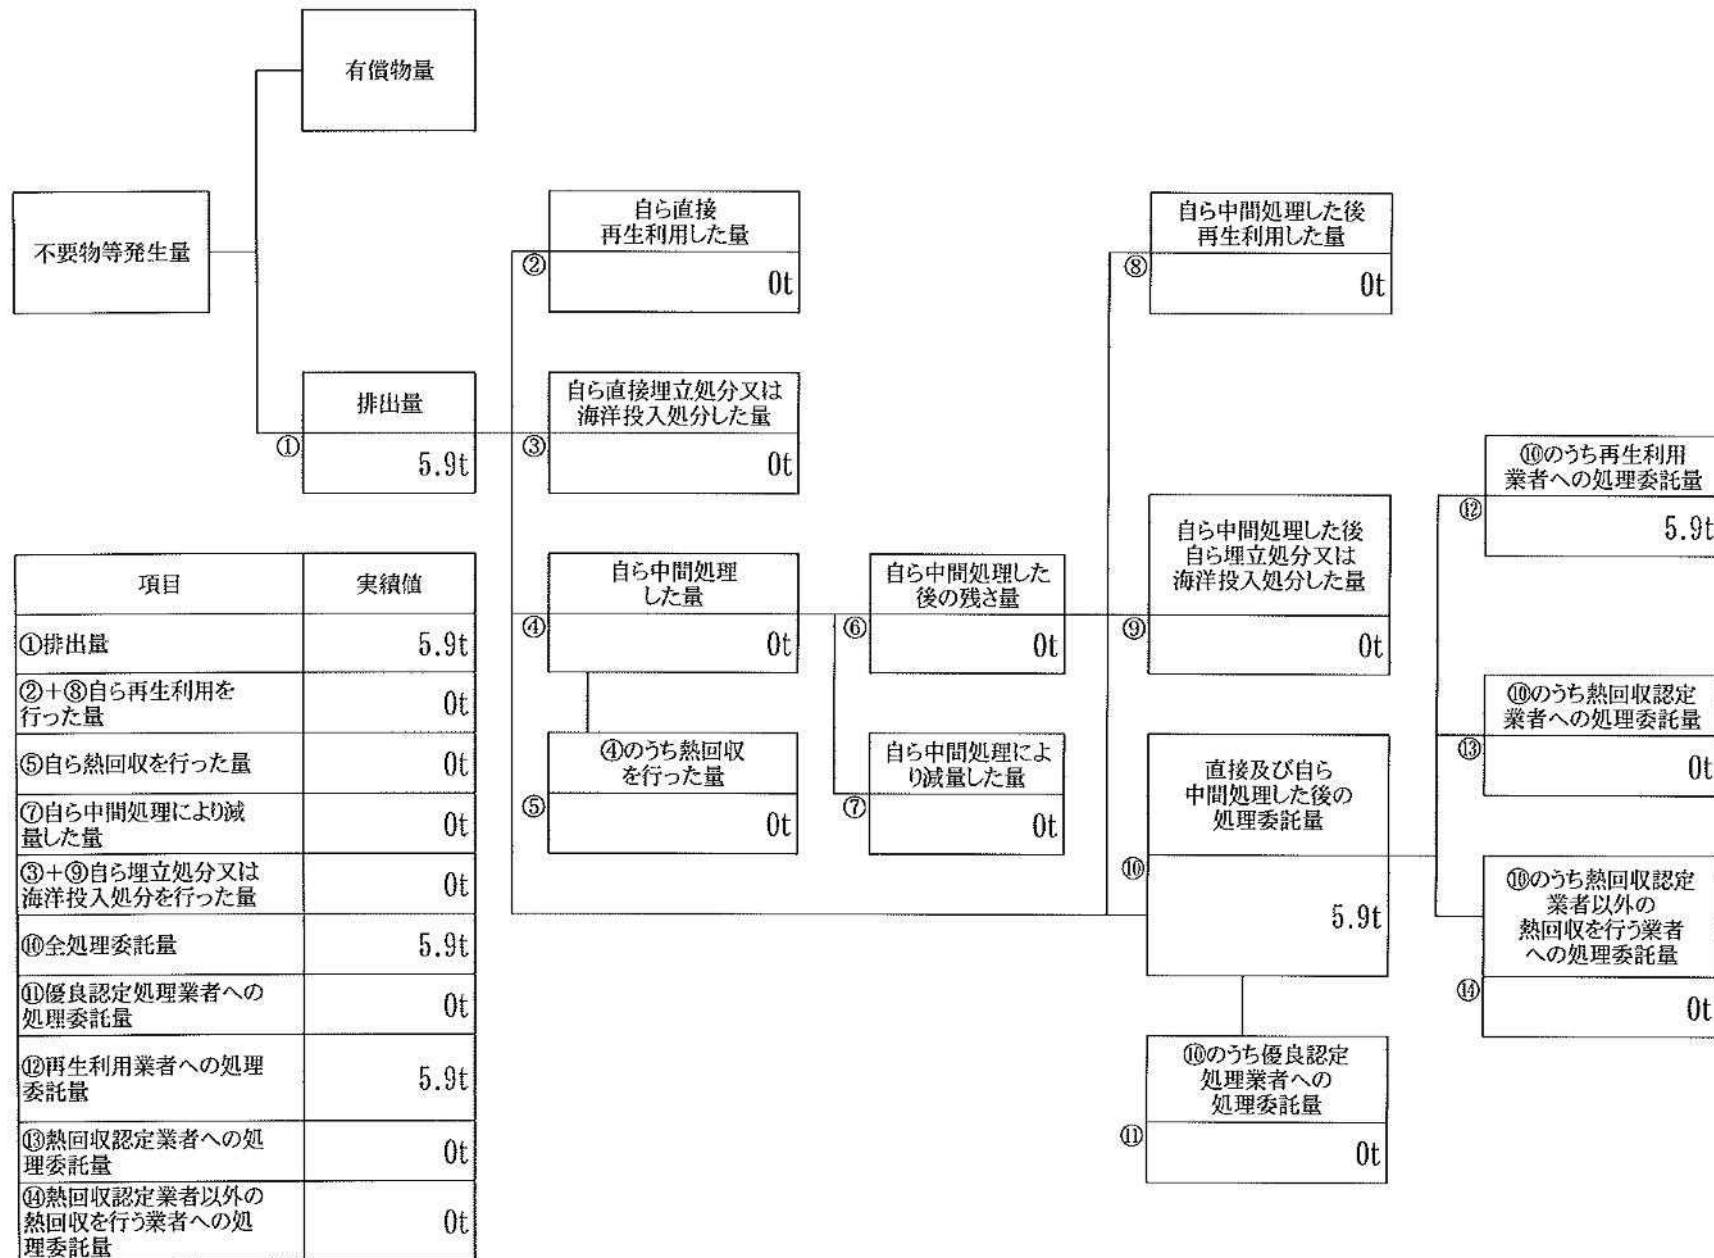 有償物量
不要物等発生量
排出量
①
5.9t
自ら直接
再生利用した量
②
0t
自ら直接埋立処分又は
海洋投入処分した量
③
0t
自ら中間処理
した量
④
0t
④のうち熱回収
を行った量
⑤
0t
自ら中間処理した
後の残さ量
⑥
0t
自ら中間処理によ
り減量した量
⑦
0t
自ら中間処理した後
再生利用した量
⑧
0t
自ら中間処理した後
自ら埋立処分又は
海洋投入処分した量
⑨
0t
直接及び自ら
中間処理した後の
処理委託量
⑩
5.9t
⑩のうち優良認定
処理業者への
処理委託量
⑪
0t
⑩のうち再生利用
業者への処理委託量
⑫
5.9t
⑩のうち熱回収認定
業者への処理委託量
⑬
0t
⑩のうち熱回収認定
業者以外の
熱回収を行う業者
への処理委託量
⑭
0t
項目 実績値
①排出量 5.9t
②+⑧自ら再生利用を
行った量 0t
⑤自ら熱回収を行った量 0t
⑦自ら中間処理により減
量した量 0t
③+⑨自ら埋立処分又は
海洋投入処分を行った量 0t
⑩全処理委託量 5.9t
⑪優良認定処理業者への
処理委託量 0t
⑫再生利用業者への処理
委託量 5.9t
⑬熱回収認定業者への処
理委託量 0t
⑭熱回収認定業者以外の
熱回収を行う業者への処
理委託量 0t